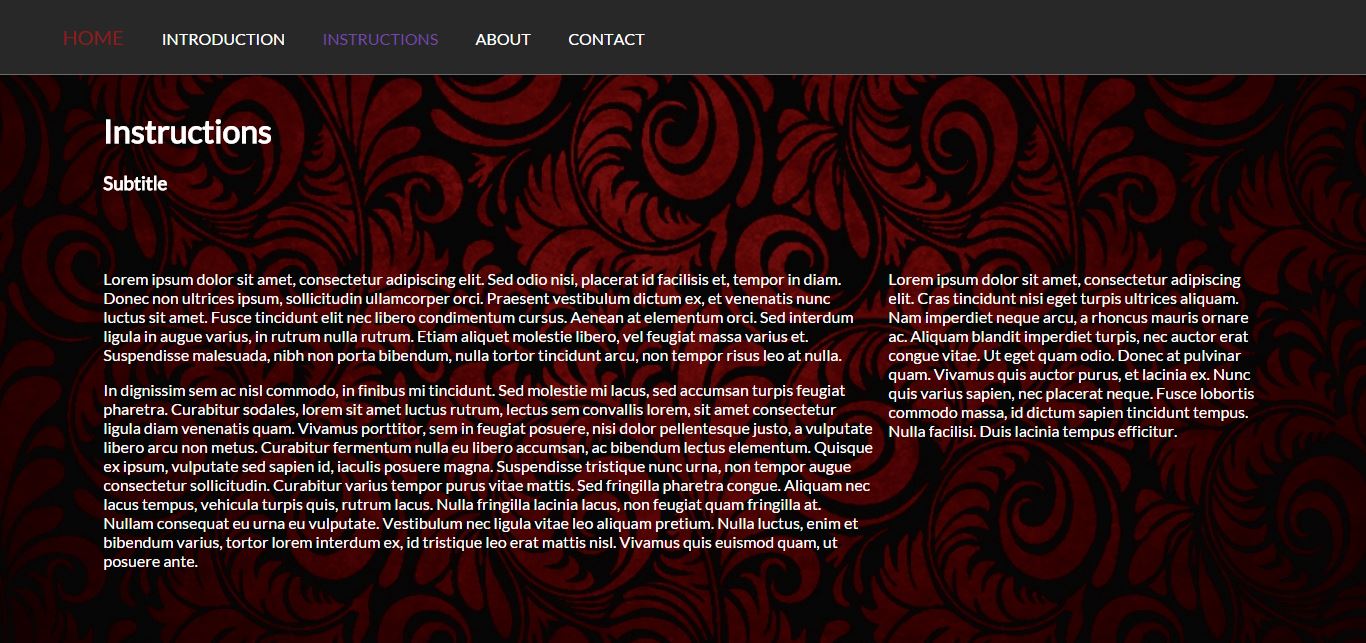 HOME INTRODUCTION INSTRUCTIONS ABOUT CONTACT
Instructions
Subtitle
Lorem ipsum dolor sit amet, consectetur adipiscing elit. Sed odio nisi, placerat id facilisis et, tempor in diam.
Donec non ultrices ipsum, sollicitudin ullamcorper orci. Praesent vestibulum dictum ex, et venenatis nunc
luctus sit amet. Fusce tincidunt elit nec libero condimentum cursus. Aenean at elementum orci. Sed interdum
ligula in augue varius, in rutrum nulla rutrum. Etiam aliquet molestie libero, vel feugiat massa varius et.
Suspendisse malesuada, nibh non porta bibendum, nulla tortor tincidunt arcu, non tempor risus leo at nulla.
In dignissim sem ac nisl commodo, in finibus mi tincidunt. Sed molestie mi lacus, sed accumsan turpis feugiat
pharetra. Curabitur sodales, lorem sit amet luctus rutrum, lectus sem convallis lorem, sit amet consectetur
ligula diam venenatis quam. Vivamus porttitor, sem in feugiat posuere, nisi dolor pellentesque justo, a vulputate
libero arcu non metus. Curabitur fermentum nulla eu libero accumsan, ac bibendum lectus elementum. Quisque
ex ipsum, vulputate sed sapien id, iaculis posuere magna. Suspendisse tristique nunc urna, non tempor augue
consectetur sollicitudin. Curabitur varius tempor purus vitae mattis. Sed fringilla pharetra congue. Aliquam nec
lacus tempus, vehicula turpis quis, rutrum lacus. Nulla fringilla lacinia lacus, non feugiat quam fringilla at.
Nullam consequat eu urna eu vulputate. Vestibulum nec ligula vitae leo aliquam pretium. Nulla luctus, enim et
bibendum varius, tortor lorem interdum ex, id tristique leo erat mattis nisl. Vivamus quis euismod quam, ut
posuere ante.
Lorem ipsum dolor sit amet, consectetur adipiscing
elit. Cras tincidunt nisi eget turpis ultrices aliquam.
Nam imperdiet neque arcu, a rhoncus mauris ornare
ac. Aliquam blandit imperdiet turpis, nec auctor erat
congue vitae. Ut eget quam odio. Donec at pulvinar
quam. Vivamus quis auctor purus, et lacinia ex. Nunc
quis varius sapien, nec placerat neque. Fusce lobortis
commodo massa, id dictum sapien tincidunt tempus.
Nulla facilisi. Duis lacinia tempus efficitur.